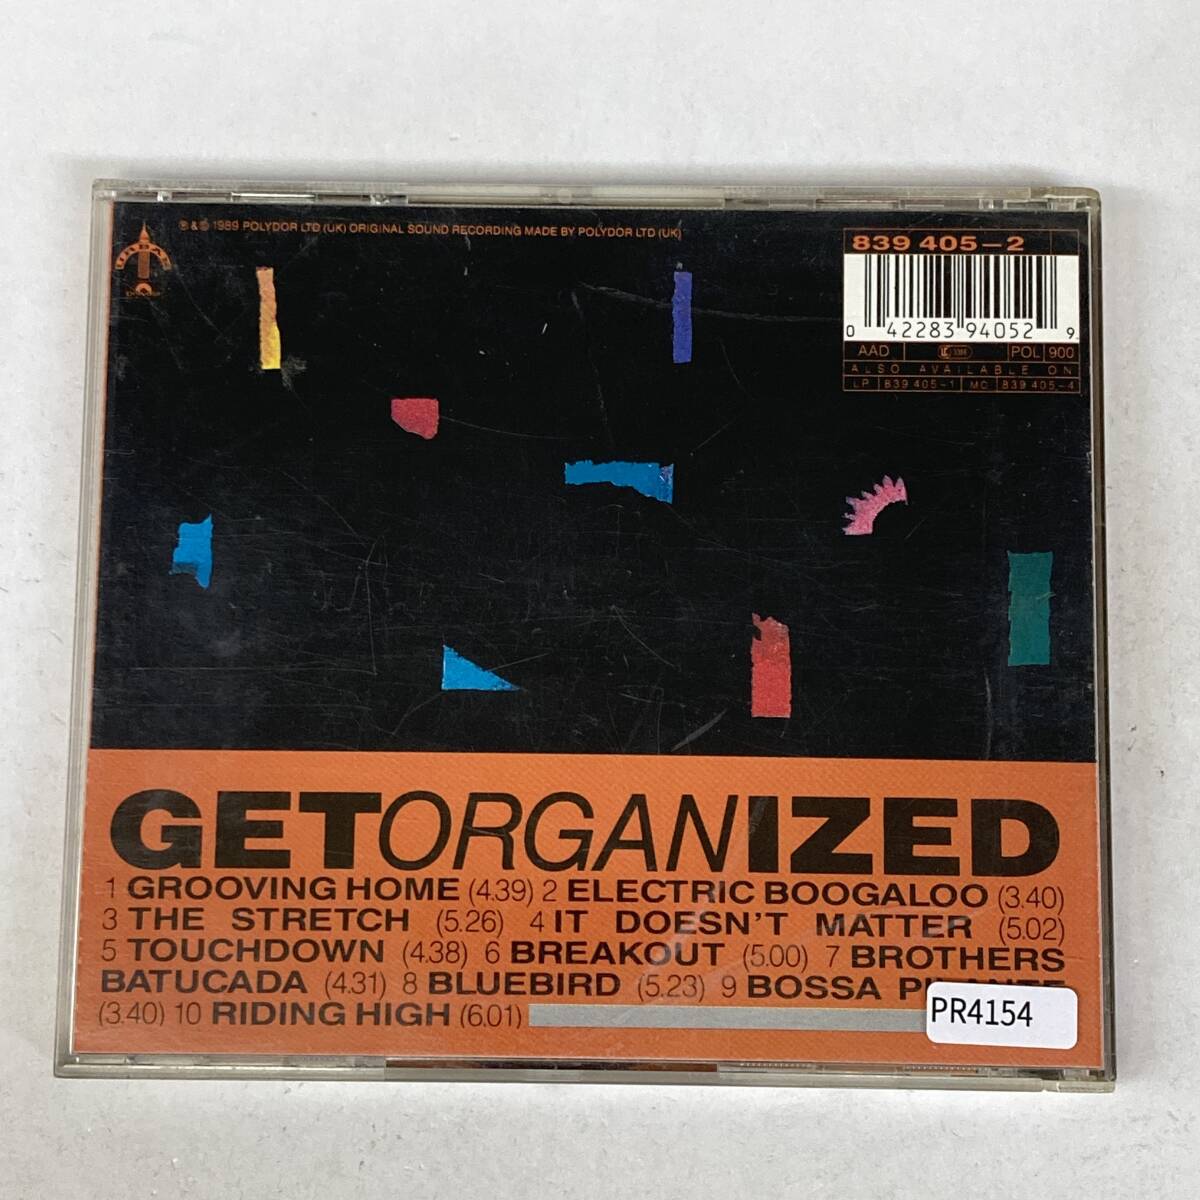 ℗ & © 1989 POLYDOR LTD (UK) ORIGINAL SOUND RECORDING MADE BY POLYDOR LTD (UK)
839 405-2
0 42283 94052 9
AAD LC POL 900
ALSO AVAILABLE ON
LP 839 405-1 MC 839 405-4
GETORGANIZED
1 GROOVING HOME (4.39) 2 ELECTRIC BOOGALOO (3.40)
3 THE STRETCH (5.26) 4 IT DOESN'T MATTER (5.02)
5 TOUCHDOWN (4.38) 6 BREAKOUT (5.00) 7 BROTHERS
BATUCADA (4.31) 8 BLUEBIRD (5.23) 9 BOSSA
(3.40) 10 RIDING HIGH (6.01)
PR4154